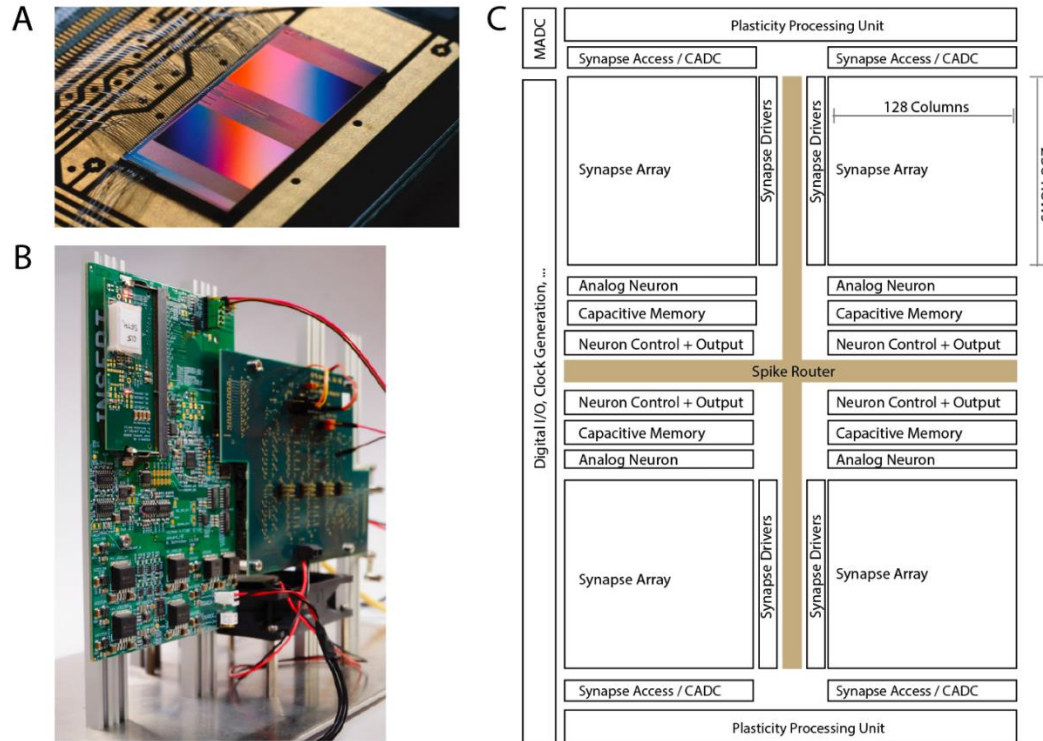 A
B
INSERT
C
MADC
Plasticity Processing Unit
Synapse Access / CADC
Synapse Access / CADC
Digital I/O, Clock Generation, ...
Synapse Array
Synapse Drivers
Synapse Drivers
128 Columns
Synapse Array
Analog Neuron
Analog Neuron
Capacitive Memory
Capacitive Memory
Neuron Control + Output
Neuron Control + Output
Spike Router
Neuron Control + Output
Neuron Control + Output
Capacitive Memory
Capacitive Memory
Analog Neuron
Analog Neuron
Synapse Array
Synapse Drivers
Synapse Drivers
Synapse Array
Synapse Access / CADC
Synapse Access / CADC
Plasticity Processing Unit